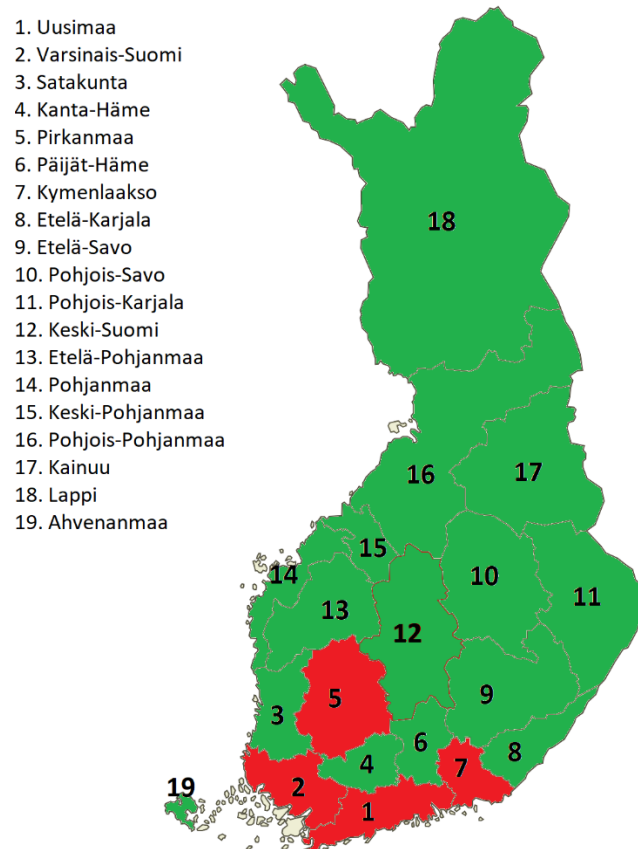 1. Uusimaa
2. Varsinais-Suomi
3. Satakunta
4. Kanta-Häme
5. Pirkanmaa
6. Päijät-Häme
7. Kymenlaakso
8. Etelä-Karjala
9. Etelä-Savo
10. Pohjois-Savo
11. Pohjois-Karjala
12. Keski-Suomi
13. Etelä-Pohjanmaa
14. Pohjanmaa
15. Keski-Pohjanmaa
16. Pohjois-Pohjanmaa
17. Kainuu
18. Lappi
19. Ahvenanmaa
18
16
17
15
14
10
11
13
12
5
9
3
6
8
4
7
19
2
1